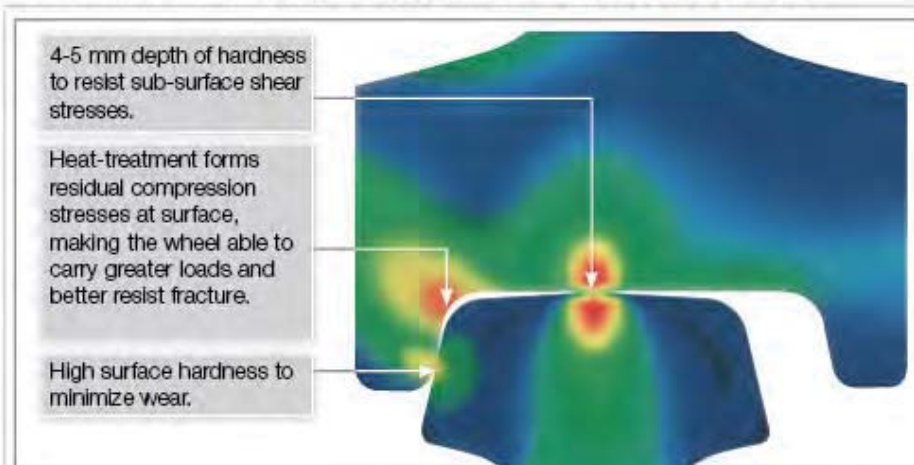 4-5 mm depth of hardness
to resist sub-surface shear
stresses.
Heat-treatment forms
residual compression
stresses at surface,
making the wheel able to
carry greater loads and
better resist fracture.
High surface hardness to
minimize wear.